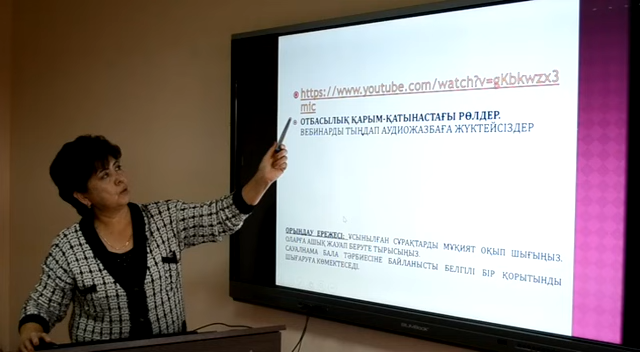 https://www.youtube.com/watch?v=gKbkwzx3
mic
ОТБАСЫЛЫҚ ҚАРЫМ-ҚАТЫНАСТАҒЫ РӨЛДЕР.
ВЕБИНАРДЫ ТЫҢДАП АУДИОЖАЗБАҒА ЖҮКТЕЙСІЗДЕР
ОРЫНДАУ ЕРЕЖЕСІ: ҰСЫНЫЛҒАН СҰРАҚТАРДЫ МҰҚИЯТ ОҚЫП ШЫҒЫҢЫЗ.
ОЛАРҒА АШЫҚ ЖАУАП БЕРУГЕ ТЫРЫСЫҢЫЗ.
САУАЛНАМА БАЛА ТӘРБИЕСІНЕ БАЙЛАНЫСТЫ БЕЛГІЛІ БІР ҚОРЫТЫНДЫ
ШЫҒАРУҒА КӨМЕКТЕСЕДІ.